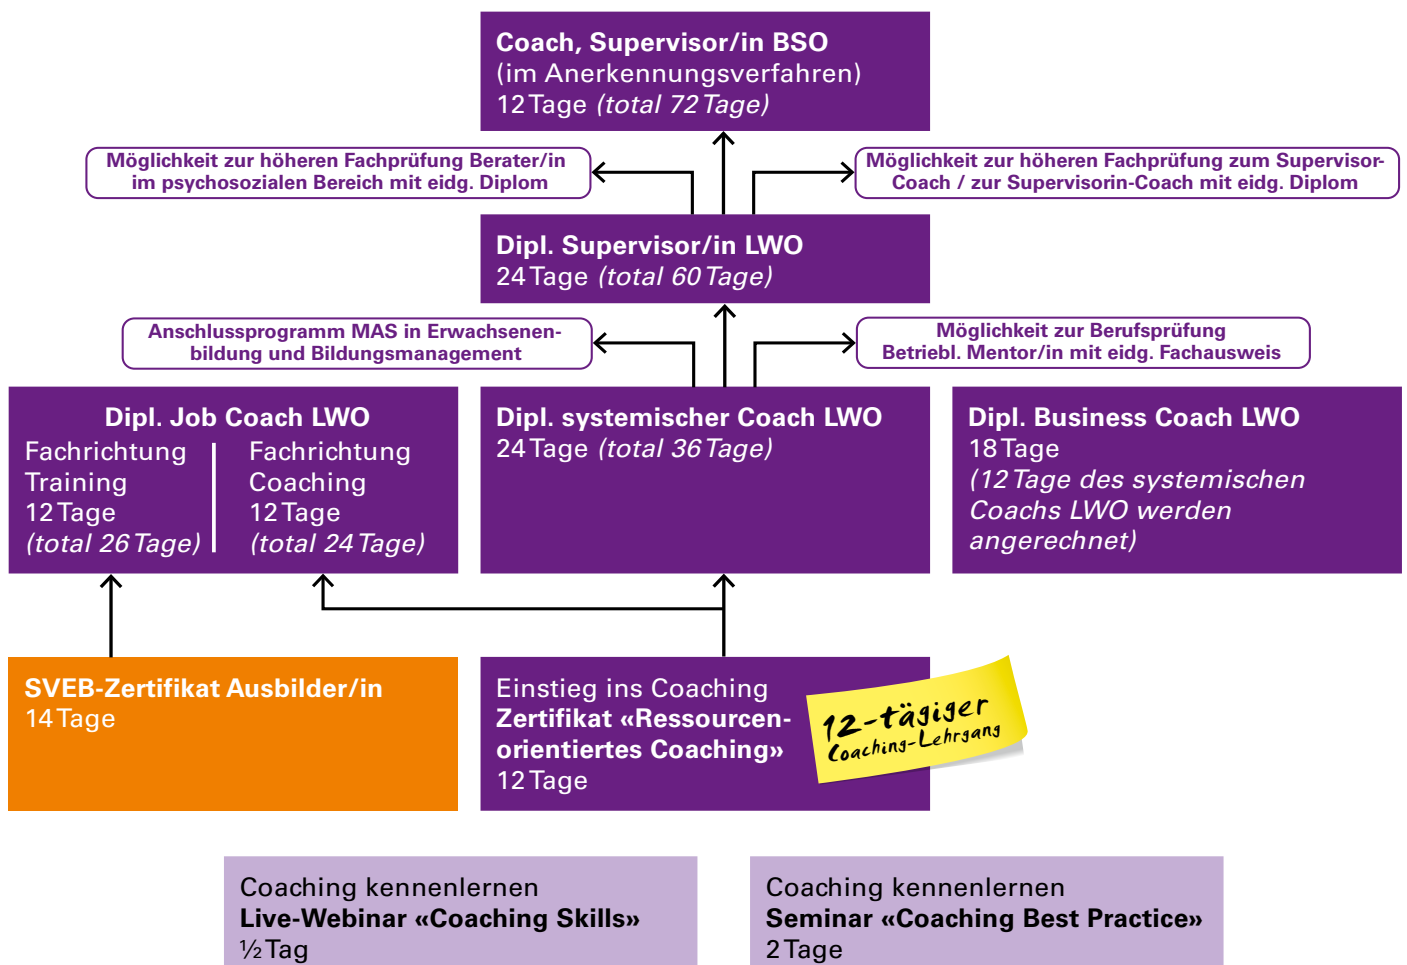 Coach, Supervisor/in BSO
(im Anerkennungsverfahren)
12 Tage (total 72 Tage)
Möglichkeit zur höheren Fachprüfung Berater/in
im psychosozialen Bereich mit eidg. Diplom
Möglichkeit zur höheren Fachprüfung zum Supervisor-
Coach / zur Supervisorin-Coach mit eidg. Diplom
Dipl. Supervisor/in LWO
24 Tage (total 60 Tage)
Anschlussprogramm MAS in Erwachsenen-
bildung und Bildungsmanagement
Möglichkeit zur Berufsprüfung
Betriebl. Mentor/in mit eidg. Fachausweis
Dipl. Job Coach LWO
Fachrichtung
Training
12 Tage
(total 26 Tage)
Fachrichtung
Coaching
12 Tage
(total 24 Tage)
Dipl. systemischer Coach LWO
24 Tage (total 36 Tage)
Dipl. Business Coach LWO
18 Tage
(12 Tage des systemischen
Coachs LWO werden
angerechnet)
SVEB-Zertifikat Ausbilder/in
14 Tage
Einstieg ins Coaching
Zertifikat «Ressourcen-
orientiertes Coaching»
12 Tage
12-tägiger
Coaching-Lehrgang
Coaching kennenlernen
Live-Webinar «Coaching Skills»
½ Tag
Coaching kennenlernen
Seminar «Coaching Best Practice»
2 Tage